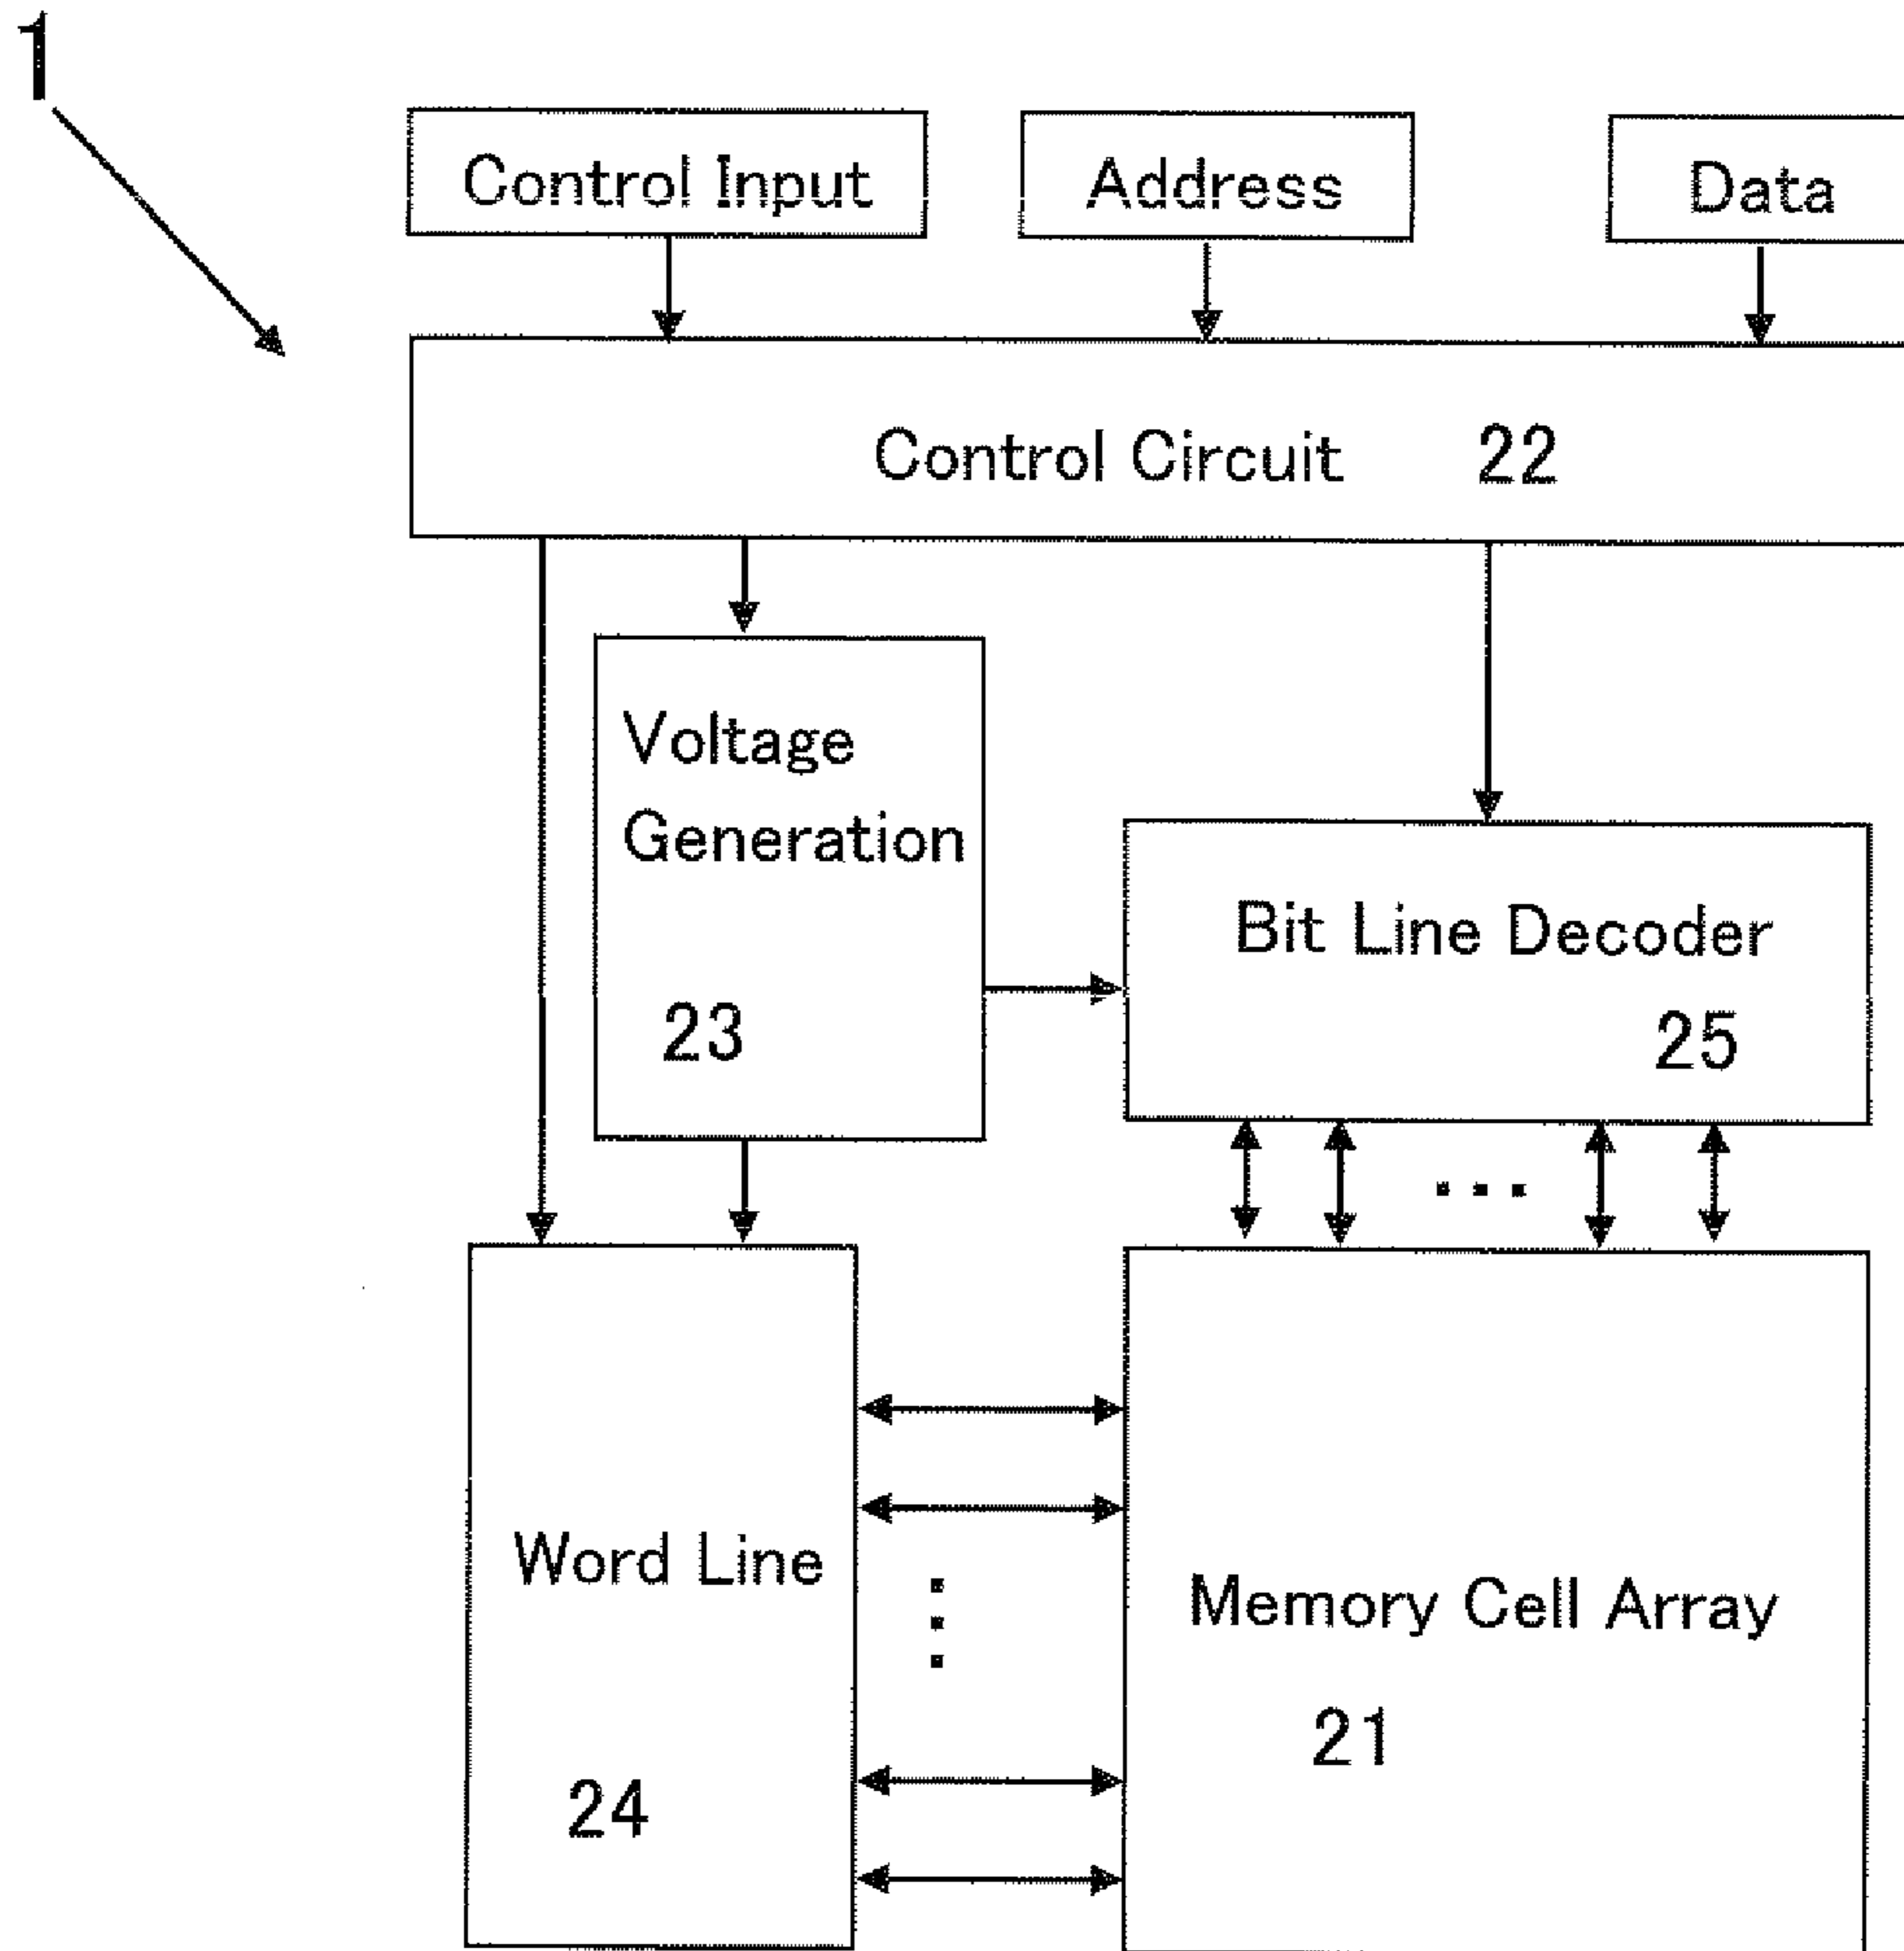 1
Control Input
Address
Data
Control Circuit 22
Voltage
Generation
23
Bit Line Decoder
25
...
Word Line
24
Memory Cell Array
21